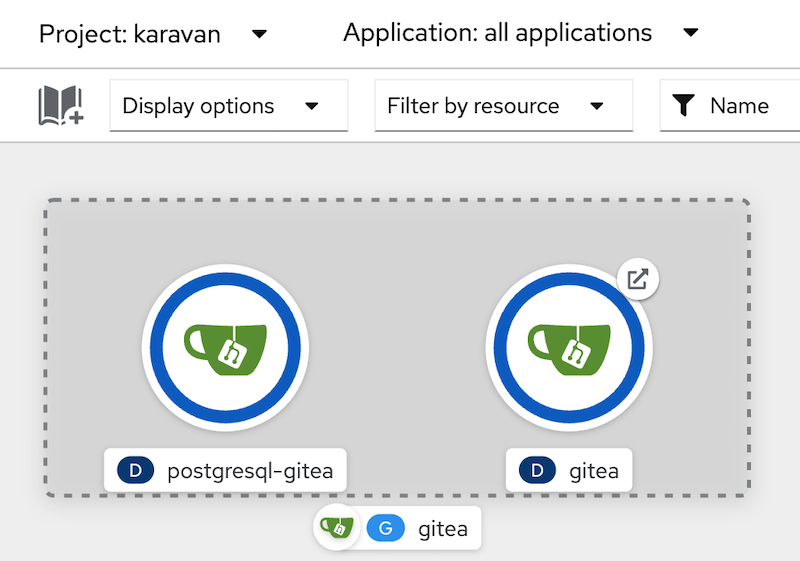 Project: karavan
Application: all applications
Display options
Filter by resource
Name
D postgresql-gitea
D gitea
G gitea